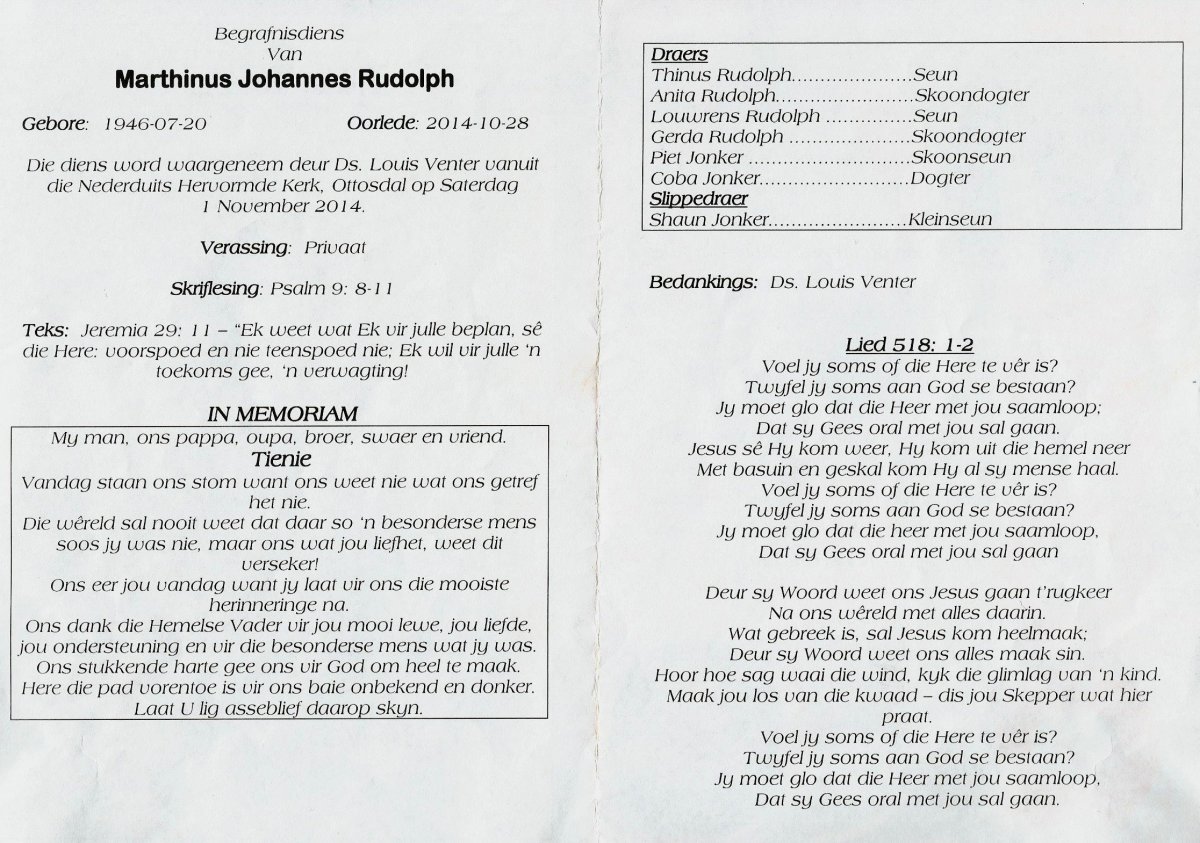 Begrafnisdiens
Van
Marthinus Johannes Rudolph
Gebore: 1946-07-20 Oorlede: 2014-10-28
Die diens word waargeneem deur Ds. Louis Venter vanuit
die Nederduits Hervormde Kerk, Ottosdal op Saterdag
1 November 2014.
Verassing: Privaat
Skriflesing: Psalm 9: 8-11
Teks: Jeremia 29: 11 – “Ek weet wat Ek vir julle beplan, sê
die Here: voorspoed en nie teenspoed nie; Ek wil vir julle ‘n
toekoms gee, ‘n verwagting!
IN MEMORIAM
My man, ons pappa, oupa, broer, swaer en vriend.
Tienie
Vandag staan ons stom want ons weet nie wat ons getref
het nie.
Die wêreld sal nooit weet dat daar so ‘n besonderse mens
soos jy was nie, maar ons wat jou liefhet, weet dit
verseker!
Ons eer jou vandag want jy laat vir ons die mooiste
herinneringe na.
Ons dank die Hemelse Vader vir jou mooi lewe, jou liefde,
jou ondersteuning en vir die besonderse mens wat jy was.
Ons stukkende harte gee ons vir God om heel te maak.
Here die pad vorentoe is vir ons baie onbekend en donker.
Laat U lig asseblief daarop skyn.
Draers
Thinus Rudolph.....................Seun
Anita Rudolph........................Skoondogter
Louwrens Rudolph ...............Seun
Gerda Rudolph .....................Skoondogter
Piet Jonker ............................Skoonseun
Coba Jonker..........................Dogter
Slippedraer
Shaun Jonker........................Kleinseun
Bedankings: Ds. Louis Venter
Lied 518: 1-2
Voel jy soms of die Here te vêr is?
Twyfel jy soms aan God se bestaan?
Jy moet glo dat die Heer met jou saamloop;
Dat sy Gees oral met jou sal gaan.
Jesus sê Hy kom weer, Hy kom uit die hemel neer
Met basuin en geskal kom Hy al sy mense haal.
Voel jy soms of die Here te vêr is?
Twyfel jy soms aan God se bestaan?
Jy moet glo dat die heer met jou saamloop,
Dat sy Gees oral met jou sal gaan
Deur sy Woord weet ons Jesus gaan t’rugkeer
Na ons wêreld met alles daarin.
Wat gebreek is, sal Jesus kom heelmaak;
Deur sy Woord weet ons alles maak sin.
Hoor hoe sag waai die wind, kyk die glimlag van ‘n kind.
Maak jou los van die kwaad – dis jou Skepper wat hier
praat.
Voel jy soms of die Here te vêr is?
Twyfel jy soms aan God se bestaan?
Jy moet glo dat die Heer met jou saamloop,
Dat sy Gees oral met jou sal gaan.